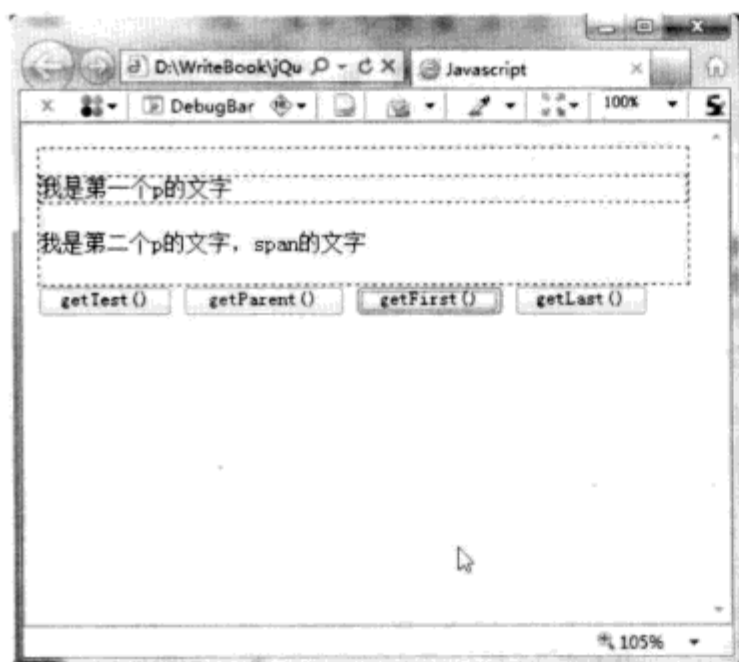 D:\WriteBook\jQu
Javascript
DebugBar
100%
我是第一个p的文字
我是第二个p的文字，span的文字
getTest()
getParent()
getFirst()
getLast()
105%